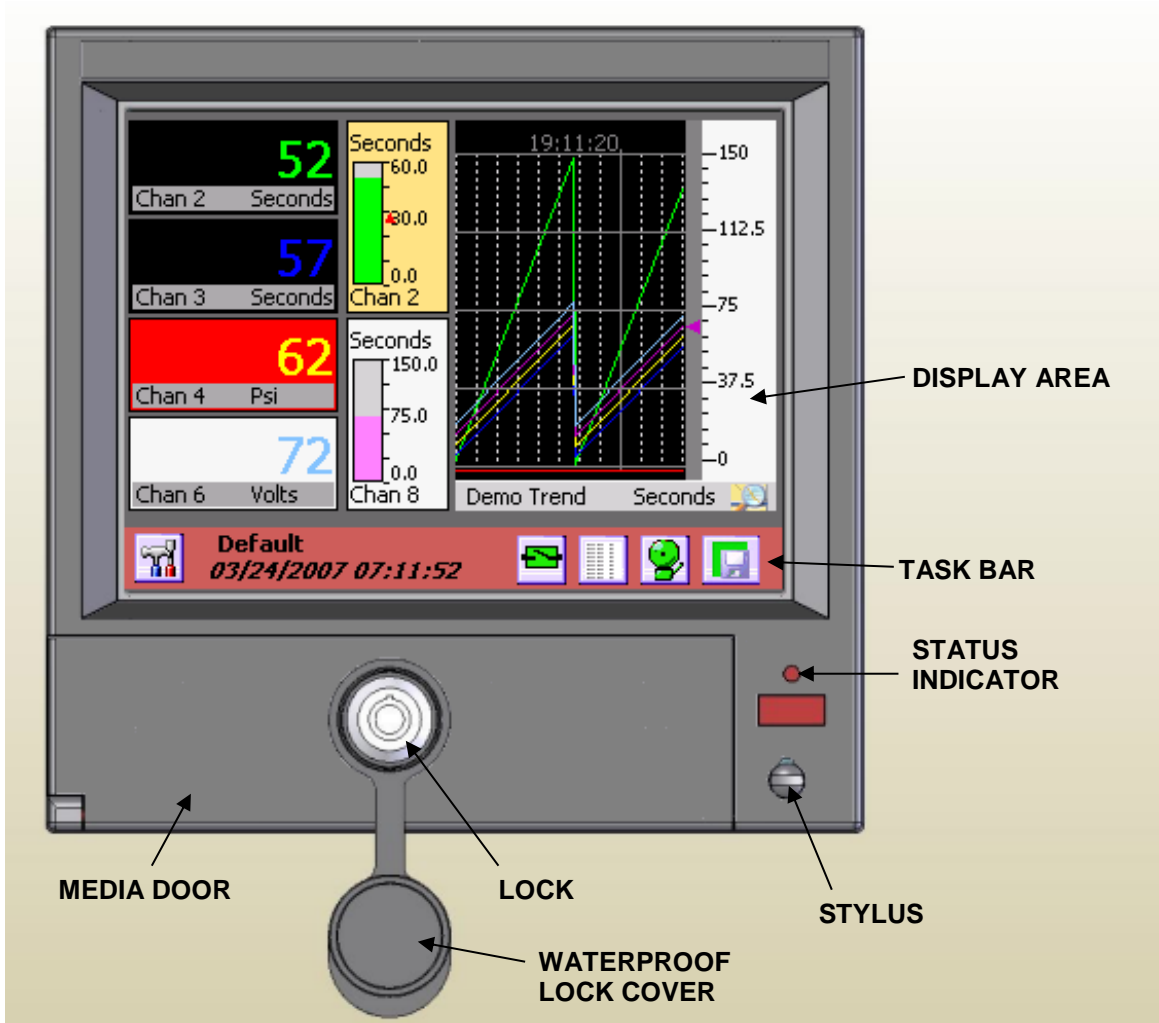 52
Chan 2 Seconds
57
Chan 3 Seconds
62
Chan 4 Psi
72
Chan 6 Volts
Seconds
60.0
30.0
0.0
Chan 2
Seconds
150.0
75.0
0.0
Chan 8
19:11:20
150
112.5
75
37.5
0
Demo Trend Seconds
Default
03/24/2007 07:11:52
DISPLAY AREA
TASK BAR
STATUS
INDICATOR
MEDIA DOOR
LOCK
STYLUS
WATERPROOF
LOCK COVER